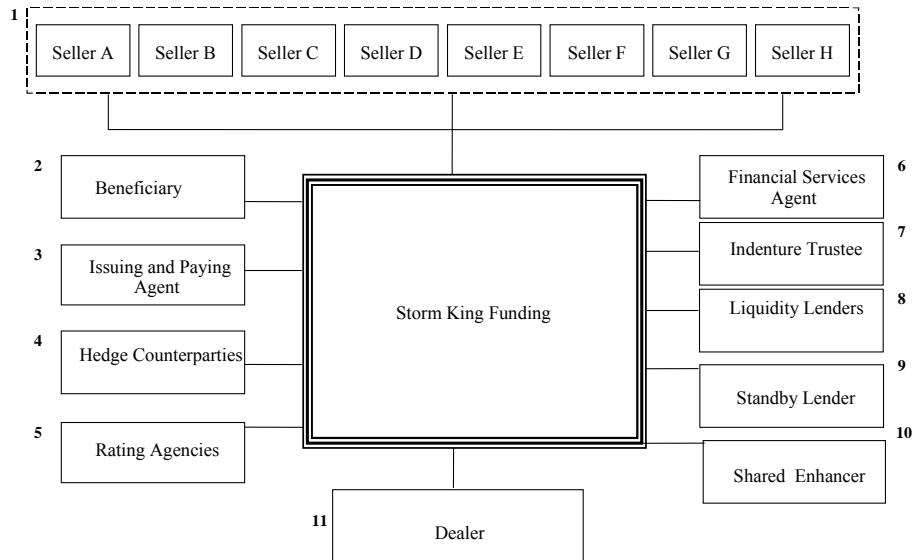 1
Seller A
Seller B
Seller C
Seller D
Seller E
Seller F
Seller G
Seller H
2
Beneficiary
3
Issuing and Paying
Agent
4
Hedge Counterparties
5
Rating Agencies
Storm King Funding
6
Financial Services
Agent
7
Indenture Trustee
8
Liquidity Lenders
9
Standby Lender
10
Shared Enhancer
11
Dealer